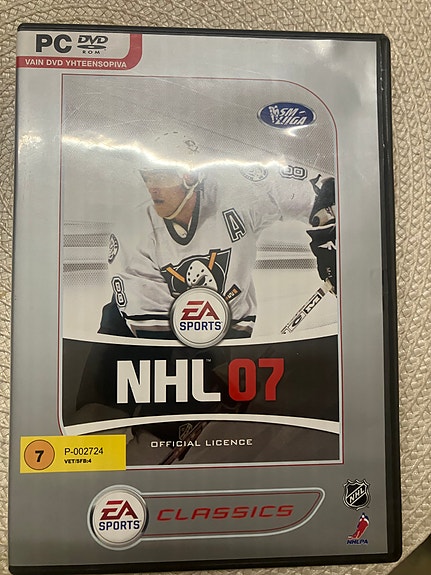 PC DVD
ROM
VAIN DVD YHTEENSOPIVA
SM
LIIGA
A
8
EA
SPORTS
NHL 07
OFFICIAL LICENCE
7
P-002724
VET/SFB:4
EA
SPORTS
CLASSICS
NHL
NHLPA